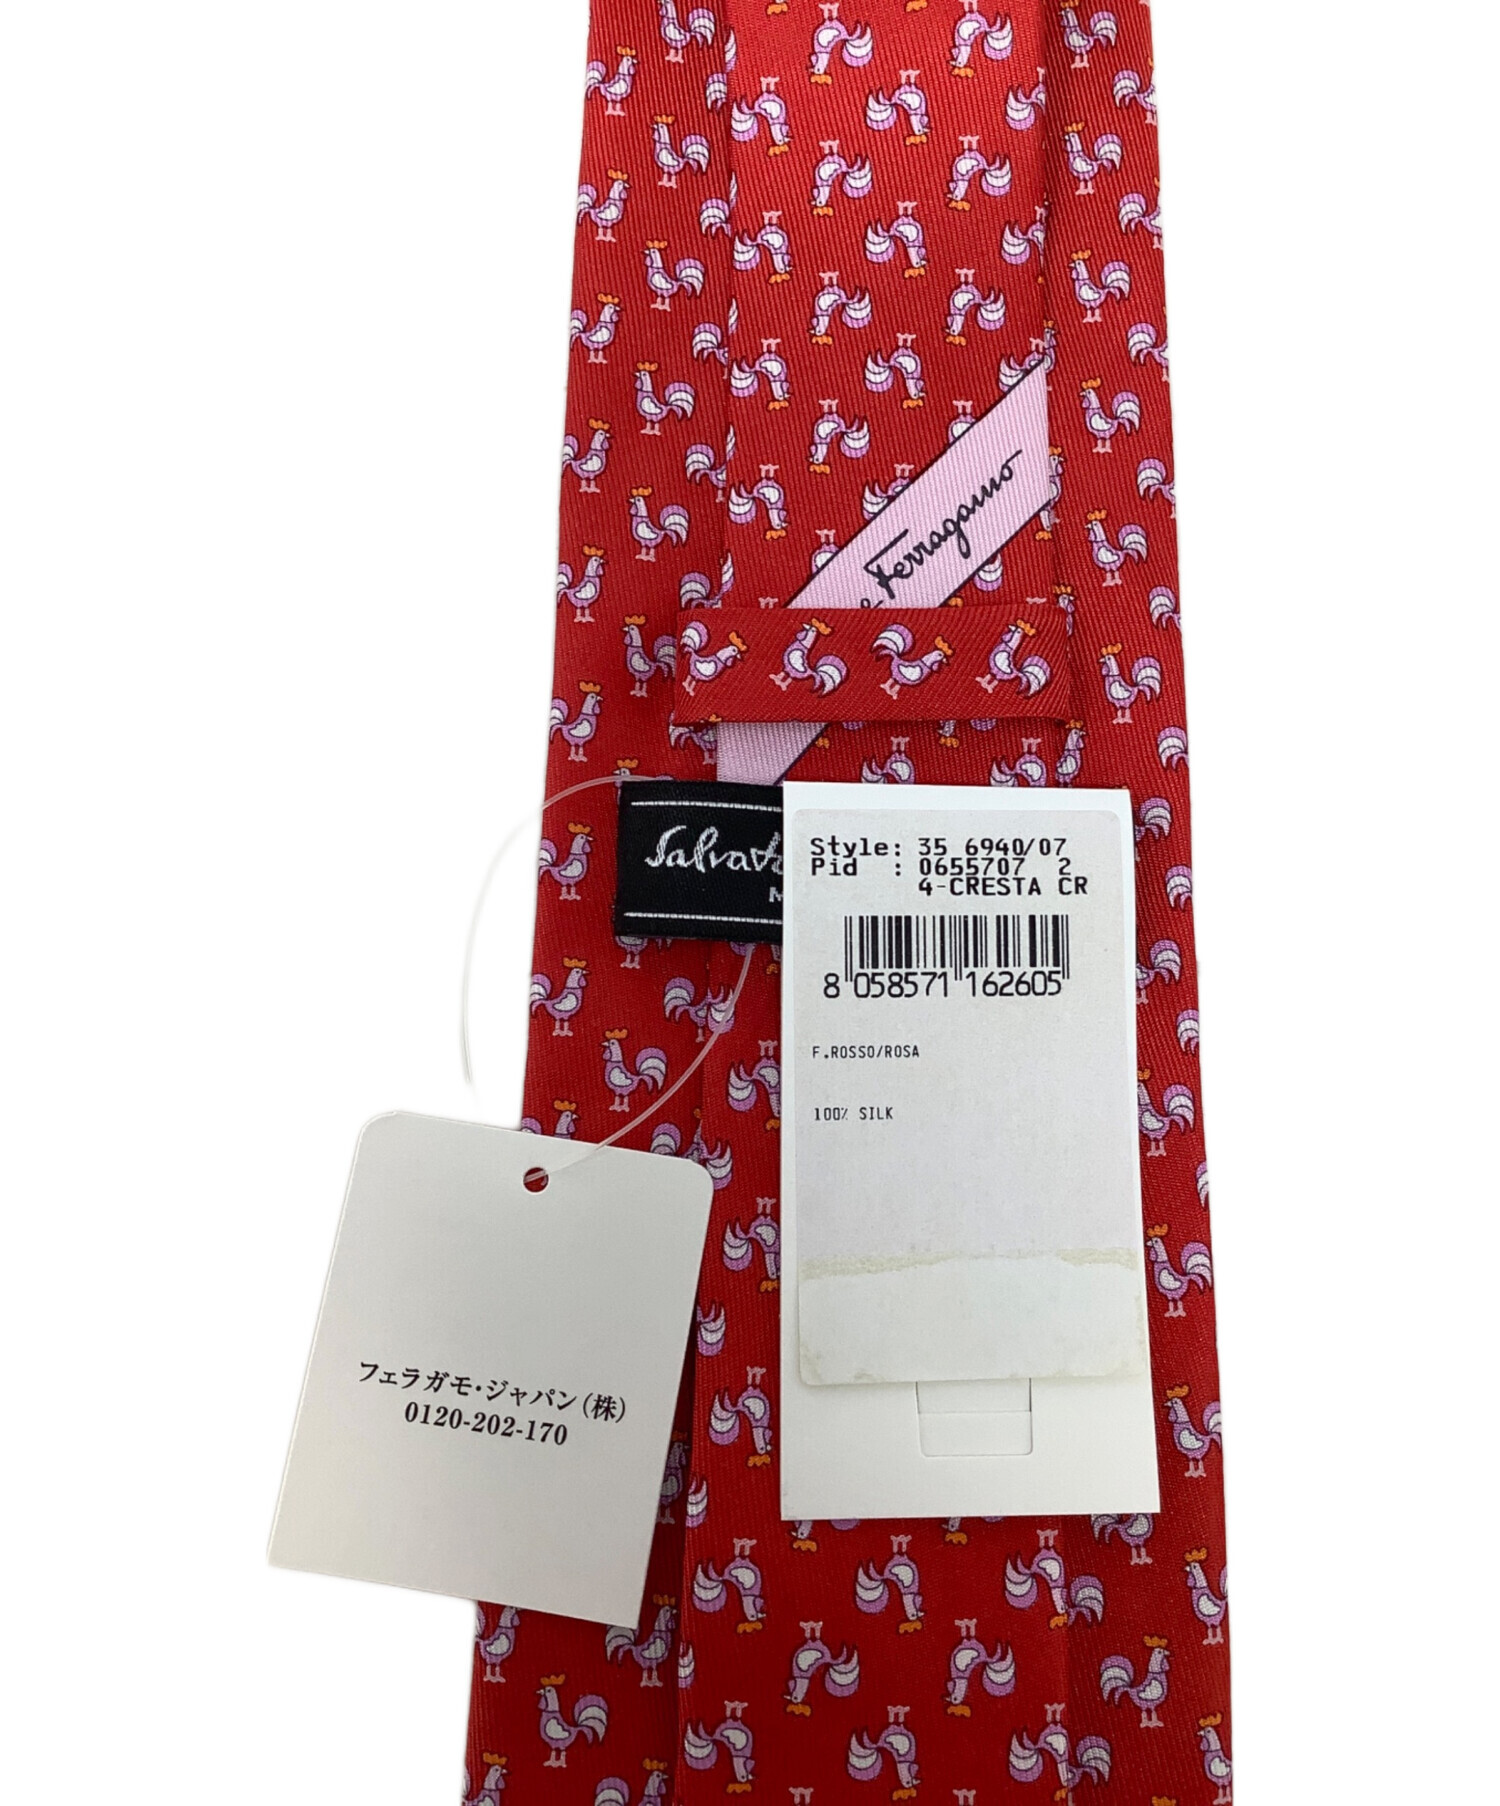 Ferragamo
Style: 35 6940/07
Pid : 0655707 2
4-CRESTA CR
8 058571 162605
F.ROSSO/ROSA
100% SILK
フェラガモ・ジャパン(株)
0120-202-170